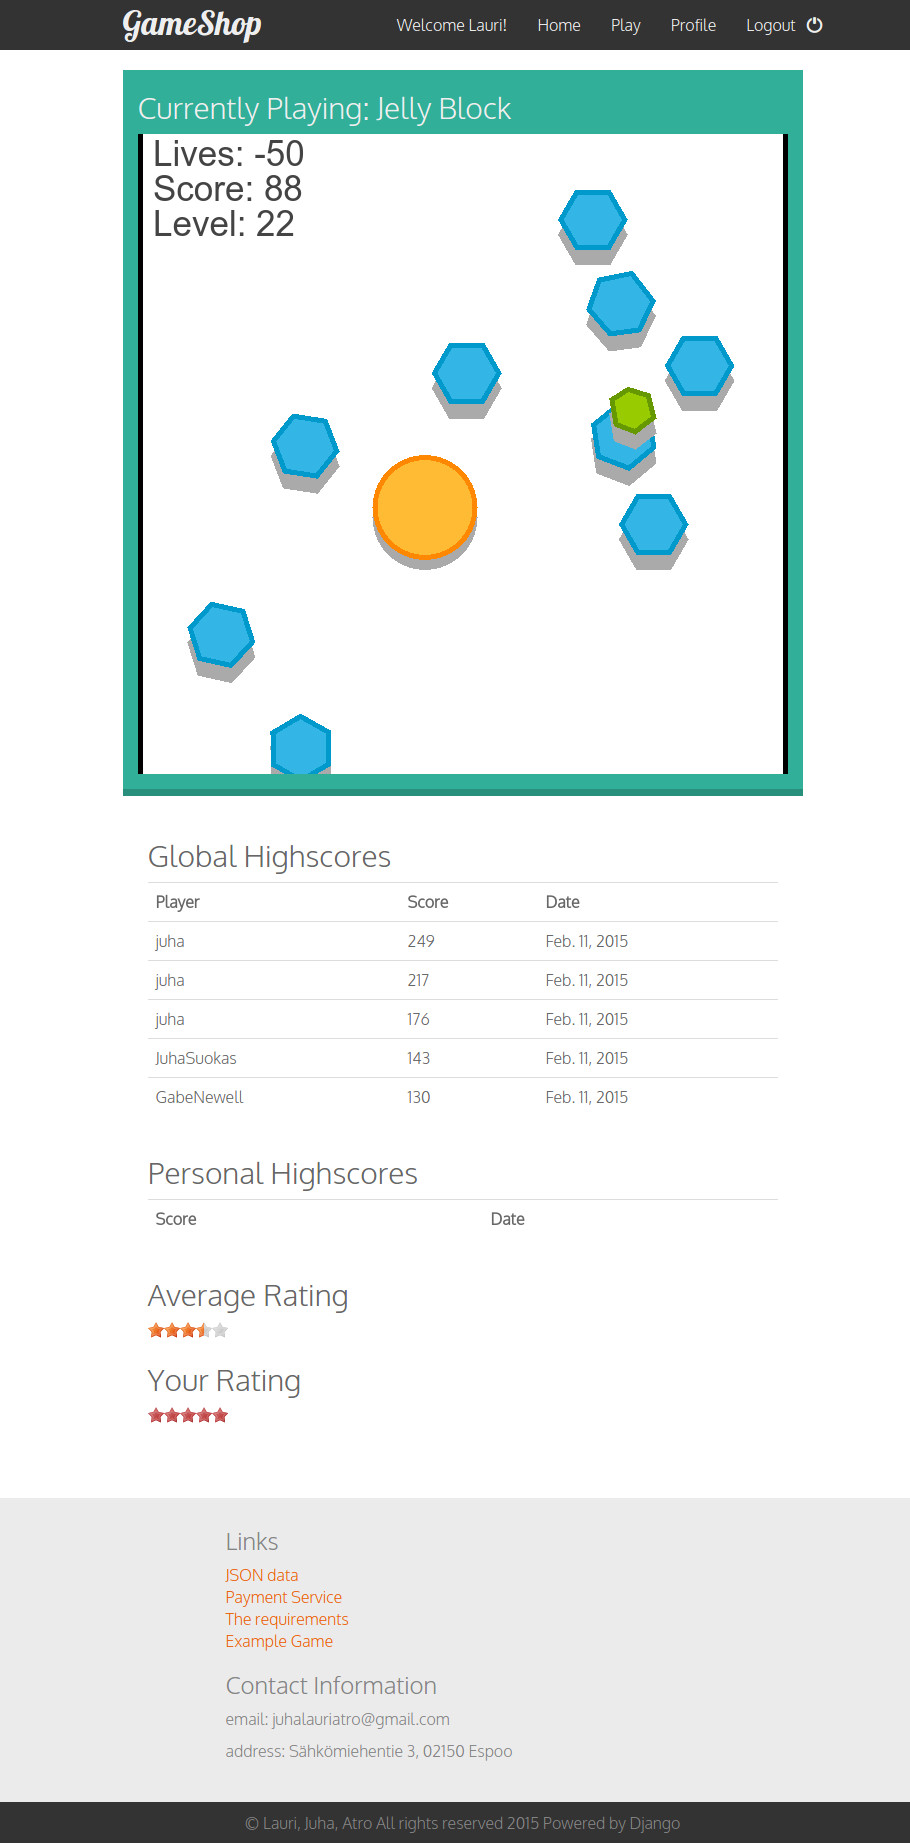 GameShop Welcome Lauri! Home Play Profile Logout
Currently Playing: Jelly Block
Lives: -50
Score: 88
Level: 22
Global Highscores
Player Score Date
juha 249 Feb. 11, 2015
juha 217 Feb. 11, 2015
juha 176 Feb. 11, 2015
JuhaSuokas 143 Feb. 11, 2015
GabeNewell 130 Feb. 11, 2015
Personal Highscores
Score Date
Average Rating
Your Rating
Links
JSON data
Payment Service
The requirements
Example Game
Contact Information
email: juhalauriatro@gmail.com
address: Sähkömiehentie 3, 02150 Espoo
© Lauri, Juha, Atro All rights reserved 2015 Powered by Django